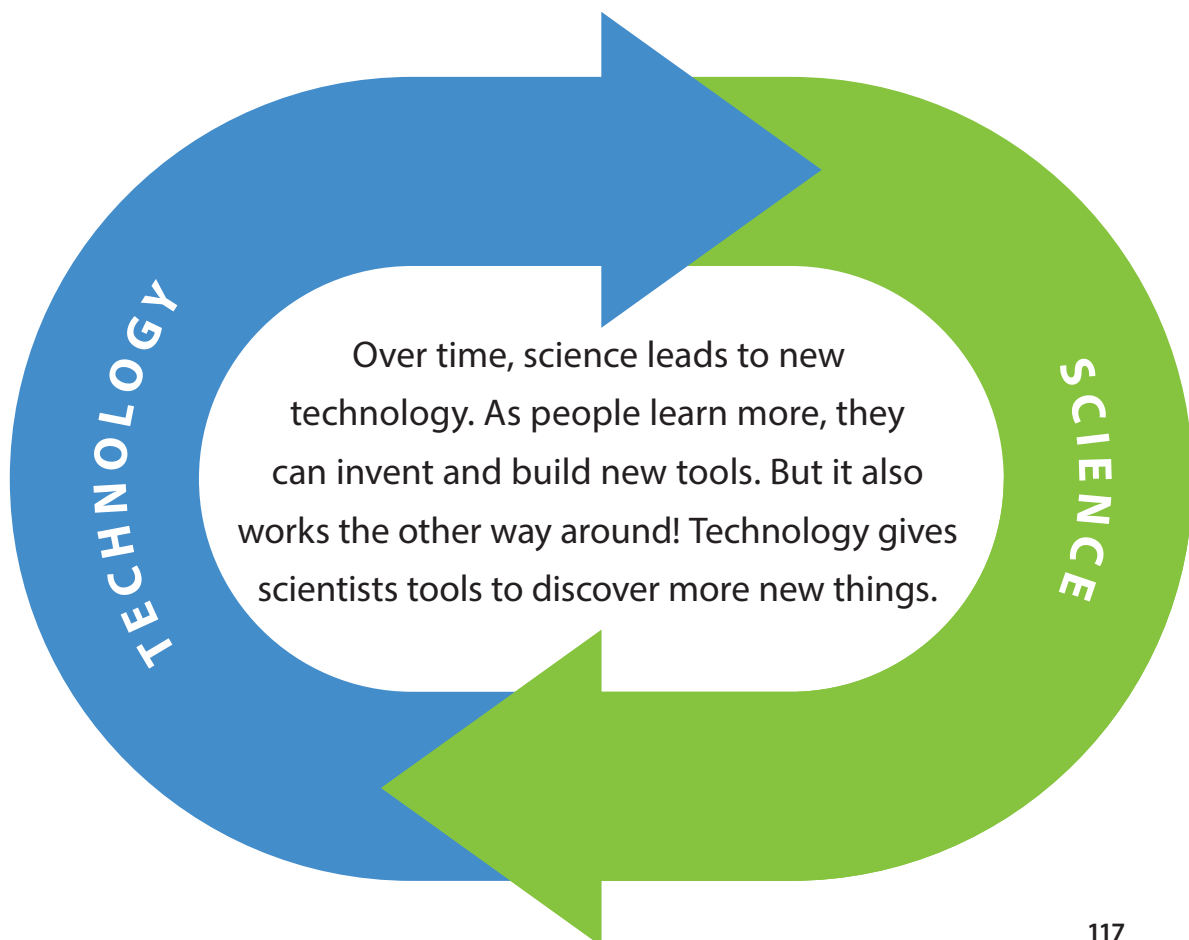 TECHNOLOGY
SCIENCE
Over time, science leads to new
technology. As people learn more, they
can invent and build new tools. But it also
works the other way around! Technology gives
scientists tools to discover more new things.
117